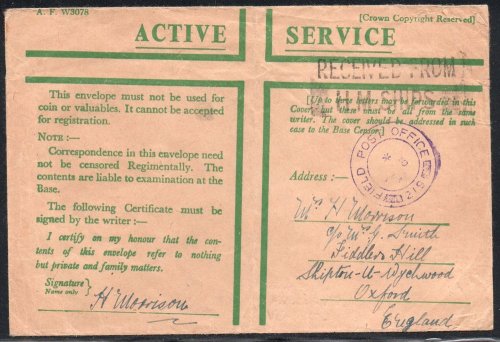 A. F. W3078
[Crown Copyright Reserved]
ACTIVE SERVICE
RECEIVED FROM
H.M. SHIPS
This envelope must not be used for
coin or valuables. It cannot be accepted
for registration.
NOTE :—
Correspondence in this envelope need
not be censored Regimentally. The
contents are liable to examination at the
Base.
The following Certificate must be
signed by the writer :—
I certify on my honour that the con-
tents of this envelope refer to nothing
but private and family matters.
Signature
Name only.
H Morrison
[Up to three letters may be forwarded in this
Cover, but these must be all from the same
writer. The cover should be addressed in such
case to the Base Censor.]
FIELD POST OFFICE
Address :—
Mrs H Morrison
c/o Mrs G. Smith
Fiddlers Hill
Shipton-U-Wychwood
Oxford
England